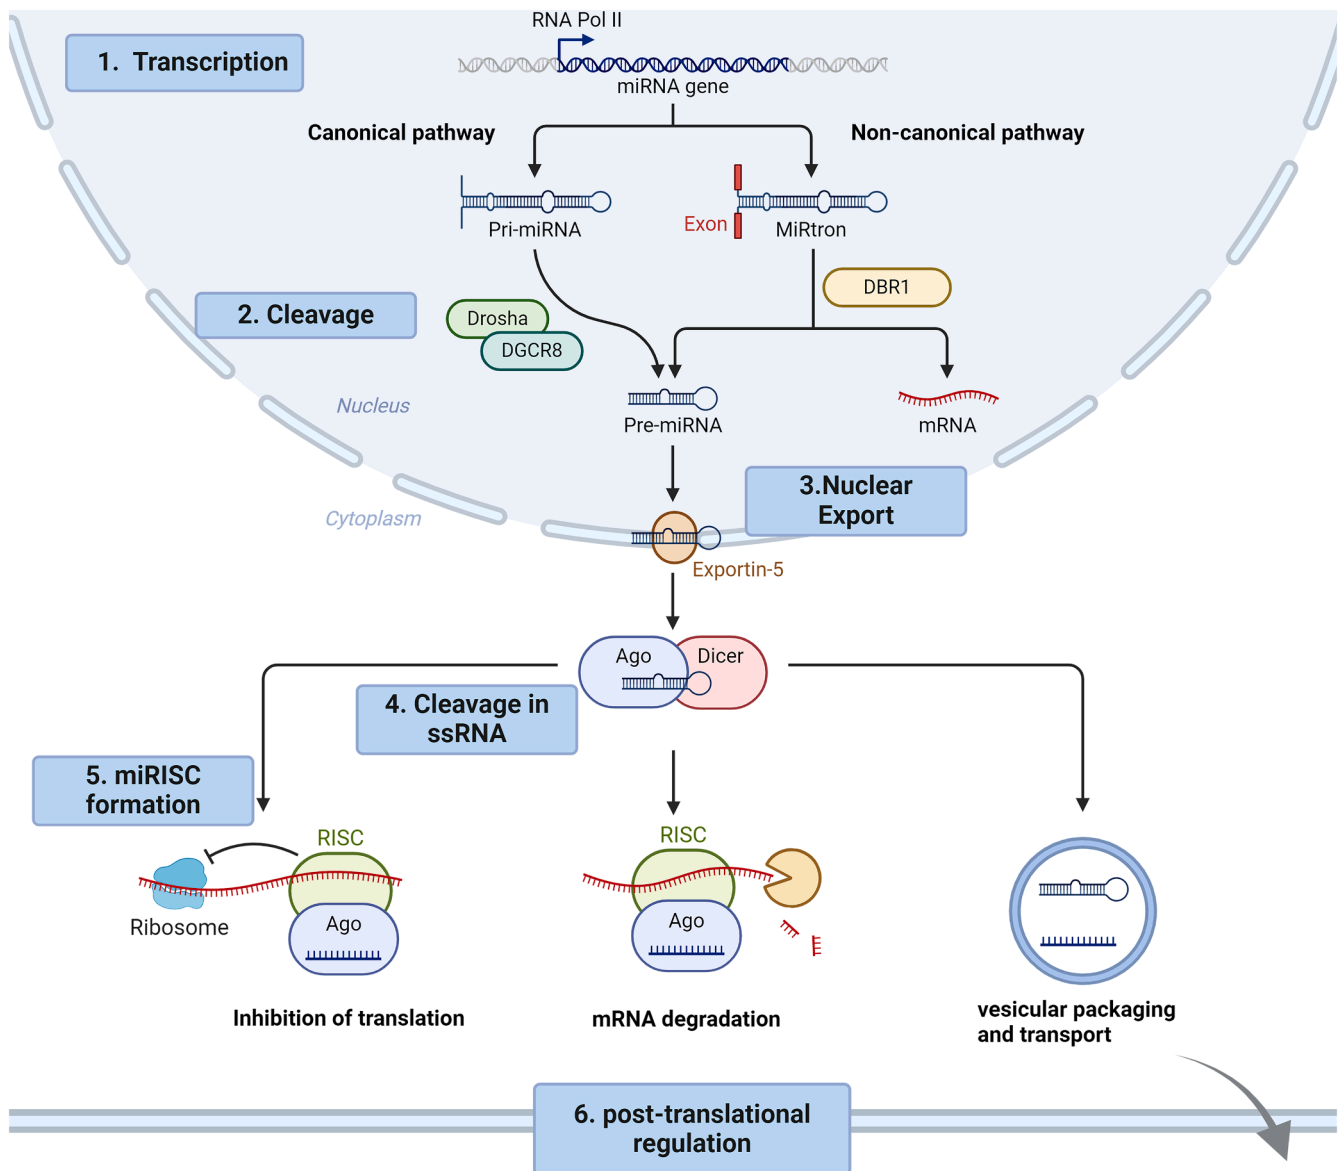 RNA Pol II
1. Transcription
miRNA gene
Canonical pathway
Non-canonical pathway
Exon
Pri-miRNA
MiRtron
DBR1
2. Cleavage
Drosha
DGCR8
Nucleus
Pre-miRNA
mRNA
3.Nuclear
Export
Cytoplasm
Exportin-5
Ago
Dicer
4. Cleavage in
ssRNA
5. miRISC
formation
RISC
RISC
Ribosome
Ago
Ago
Inhibition of translation
mRNA degradation
vesicular packaging
and transport
6. post-translational
regulation